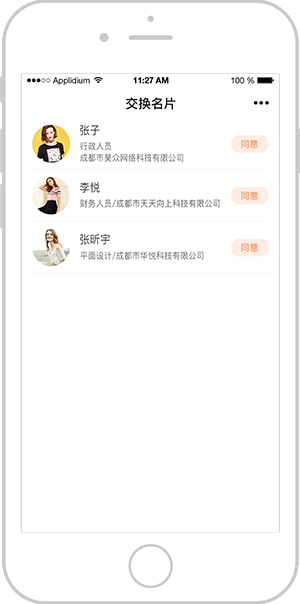 ●●●○○ Applidium 11:27 AM 100 %
交换名片
张子
行政人员
同意
成都市昊众网络科技有限公司
李悦
财务人员/成都市天天向上科技有限公司
同意
张昕宇
平面设计/成都市华悦科技有限公司
同意